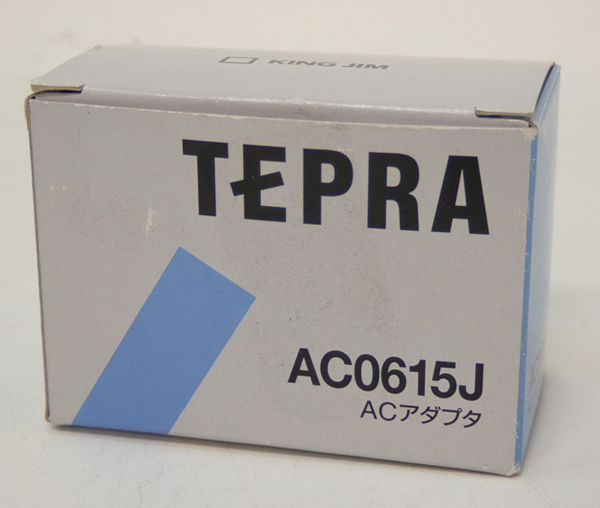 KING JIM
TEPRA
AC0615J
ACアダプタ